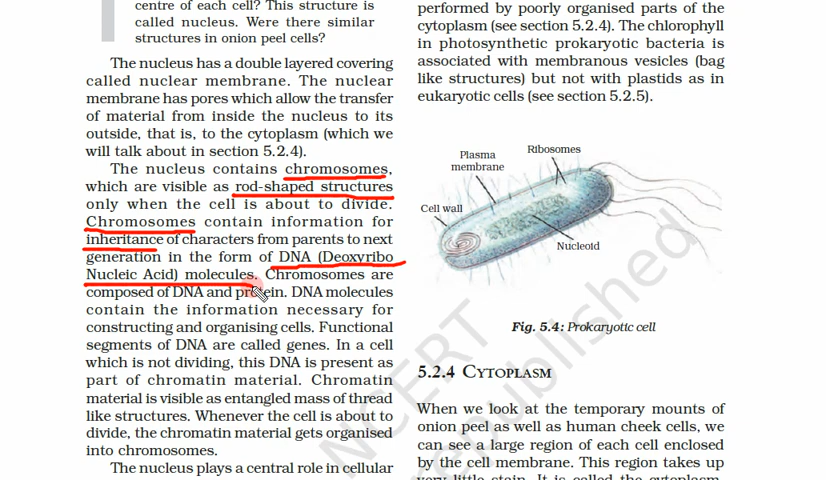 centre of each cell? This structure is
called nucleus. Were there similar
structures in onion peel cells?
The nucleus has a double layered covering
called nuclear membrane. The nuclear
membrane has pores which allow the transfer
of material from inside the nucleus to its
outside, that is, to the cytoplasm (which we
will talk about in section 5.2.4).
The nucleus contains chromosomes,
which are visible as rod-shaped structures
only when the cell is about to divide.
Chromosomes contain information for
inheritance of characters from parents to next
generation in the form of DNA (Deoxyribo
Nucleic Acid) molecules. Chromosomes are
composed of DNA and protein. DNA molecules
contain the information necessary for
constructing and organising cells. Functional
segments of DNA are called genes. In a cell
which is not dividing, this DNA is present as
part of chromatin material. Chromatin
material is visible as entangled mass of thread
like structures. Whenever the cell is about to
divide, the chromatin material gets organised
into chromosomes.
The nucleus plays a central role in cellular
performed by poorly organised parts of the
cytoplasm (see section 5.2.4). The chlorophyll
in photosynthetic prokaryotic bacteria is
associated with membranous vesicles (bag
like structures) but not with plastids as in
eukaryotic cells (see section 5.2.5).
Ribosomes
Plasma
membrane
Cell wall
Nucleoid
Fig. 5.4: Prokaryotic cell
5.2.4 CYTOPLASM
When we look at the temporary mounts of
onion peel as well as human cheek cells, we
can see a large region of each cell enclosed
by the cell membrane. This region takes up
very little stain. It is called the cytoplasm.
NCERT
republished